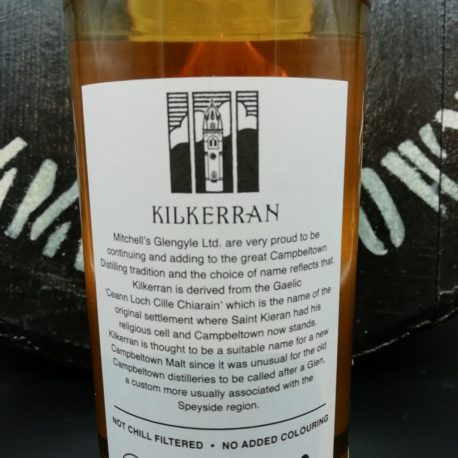 KILKERRAN
Mitchell's Glengyle Ltd. are very proud to be
continuing and adding to the great Campbeltown
Distilling tradition and the choice of name reflects that.
Kilkerran is derived from the Gaelic
'Ceann Loch Cille Chiarain' which is the name of the
original settlement where Saint Kieran had his
religious cell and Campbeltown now stands.
Kilkerran is thought to be a suitable name for a new
Campbeltown Malt since it was unusual for the old
Campbeltown distilleries to be called after a Glen,
a custom more usually associated with the
Speyside region.
NOT CHILL FILTERED • NO ADDED COLOURING